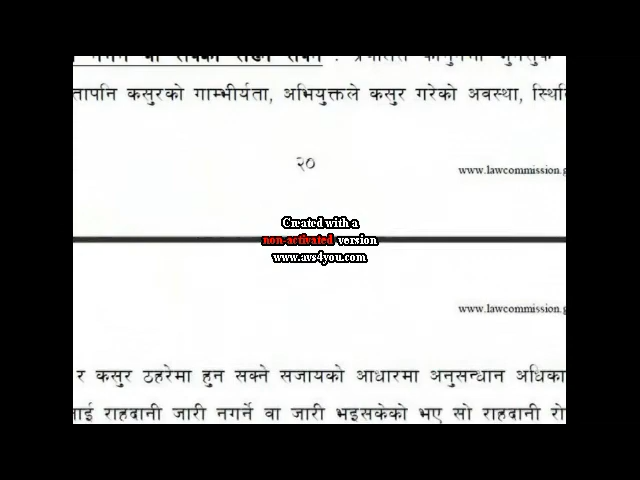 तापनि कसुरको गाम्भीर्यता, अभियुक्तले कसुर गरेको अवस्था,
२०
www.lawcommission.g
Created with a
non-activated version
www.avs4you.com
www.lawcommission.g
र कसुर ठहरेमा हुन सक्ने सजायको आधारमा अनुसन्धान
राहदानी जारी नगर्ने वा जारी भइसकेको भए सो राहदानी रो